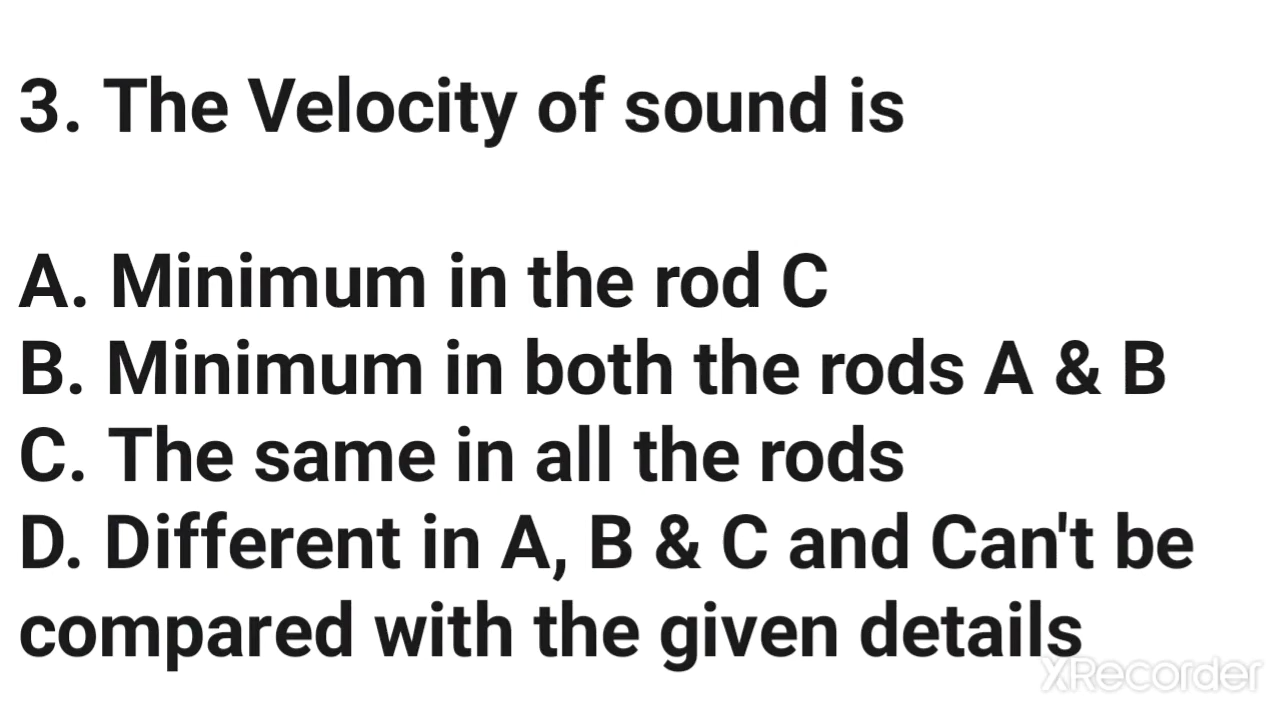 3. The Velocity of sound is
A. Minimum in the rod C
B. Minimum in both the rods A & B
C. The same in all the rods
D. Different in A, B & C and Can't be
compared with the given details
XRecorder